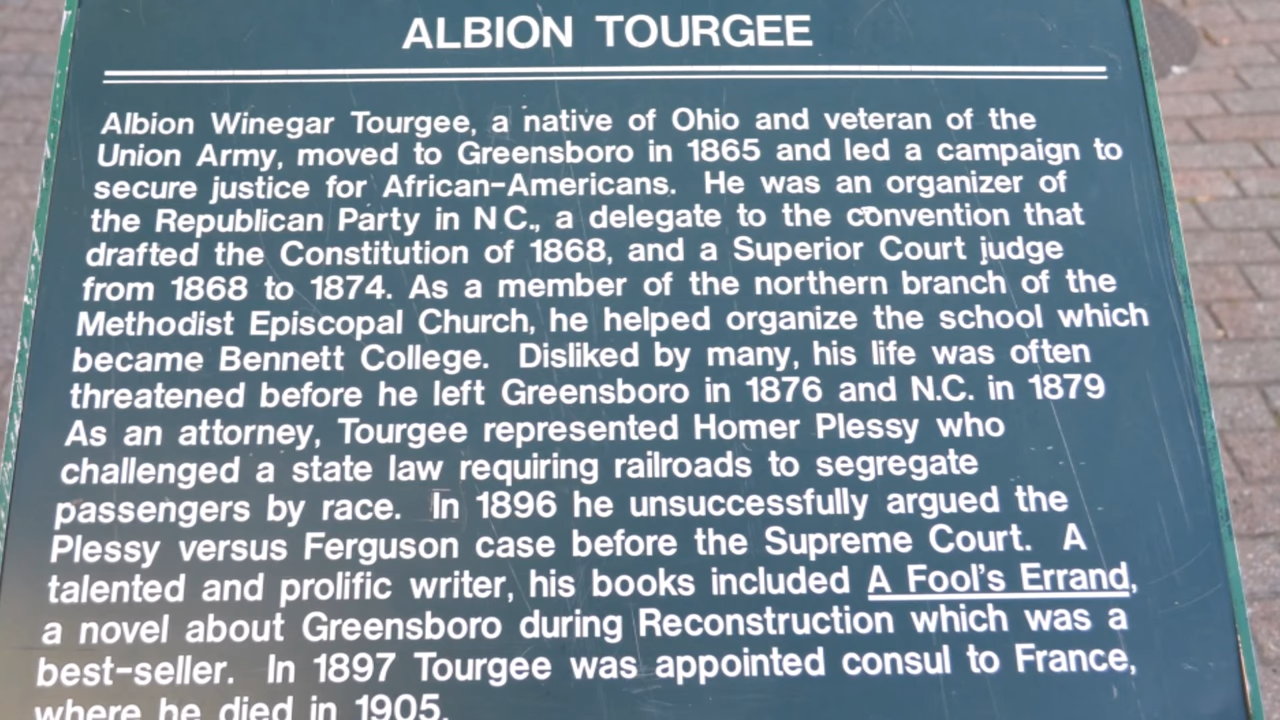 ALBION TOURGEE
Albion Winegar Tourgee, a native of Ohio and veteran of the
Union Army, moved to Greensboro in 1865 and led a campaign to
secure justice for African-Americans. He was an organizer of
the Republican Party in N.C., a delegate to the convention that
drafted the Constitution of 1868, and a Superior Court judge
from 1868 to 1874. As a member of the northern branch of the
Methodist Episcopal Church, he helped organize the school which
became Bennett College. Disliked by many, his life was often
threatened before he left Greensboro in 1876 and N.C. in 1879
As an attorney, Tourgee represented Homer Plessy who
challenged a state law requiring railroads to segregate
passengers by race. In 1896 he unsuccessfully argued the
Plessy versus Ferguson case before the Supreme Court. A
talented and prolific writer, his books included A Fool's Errand,
a novel about Greensboro during Reconstruction which was a
best-seller. In 1897 Tourgee was appointed consul to France,
where he died in 1905.